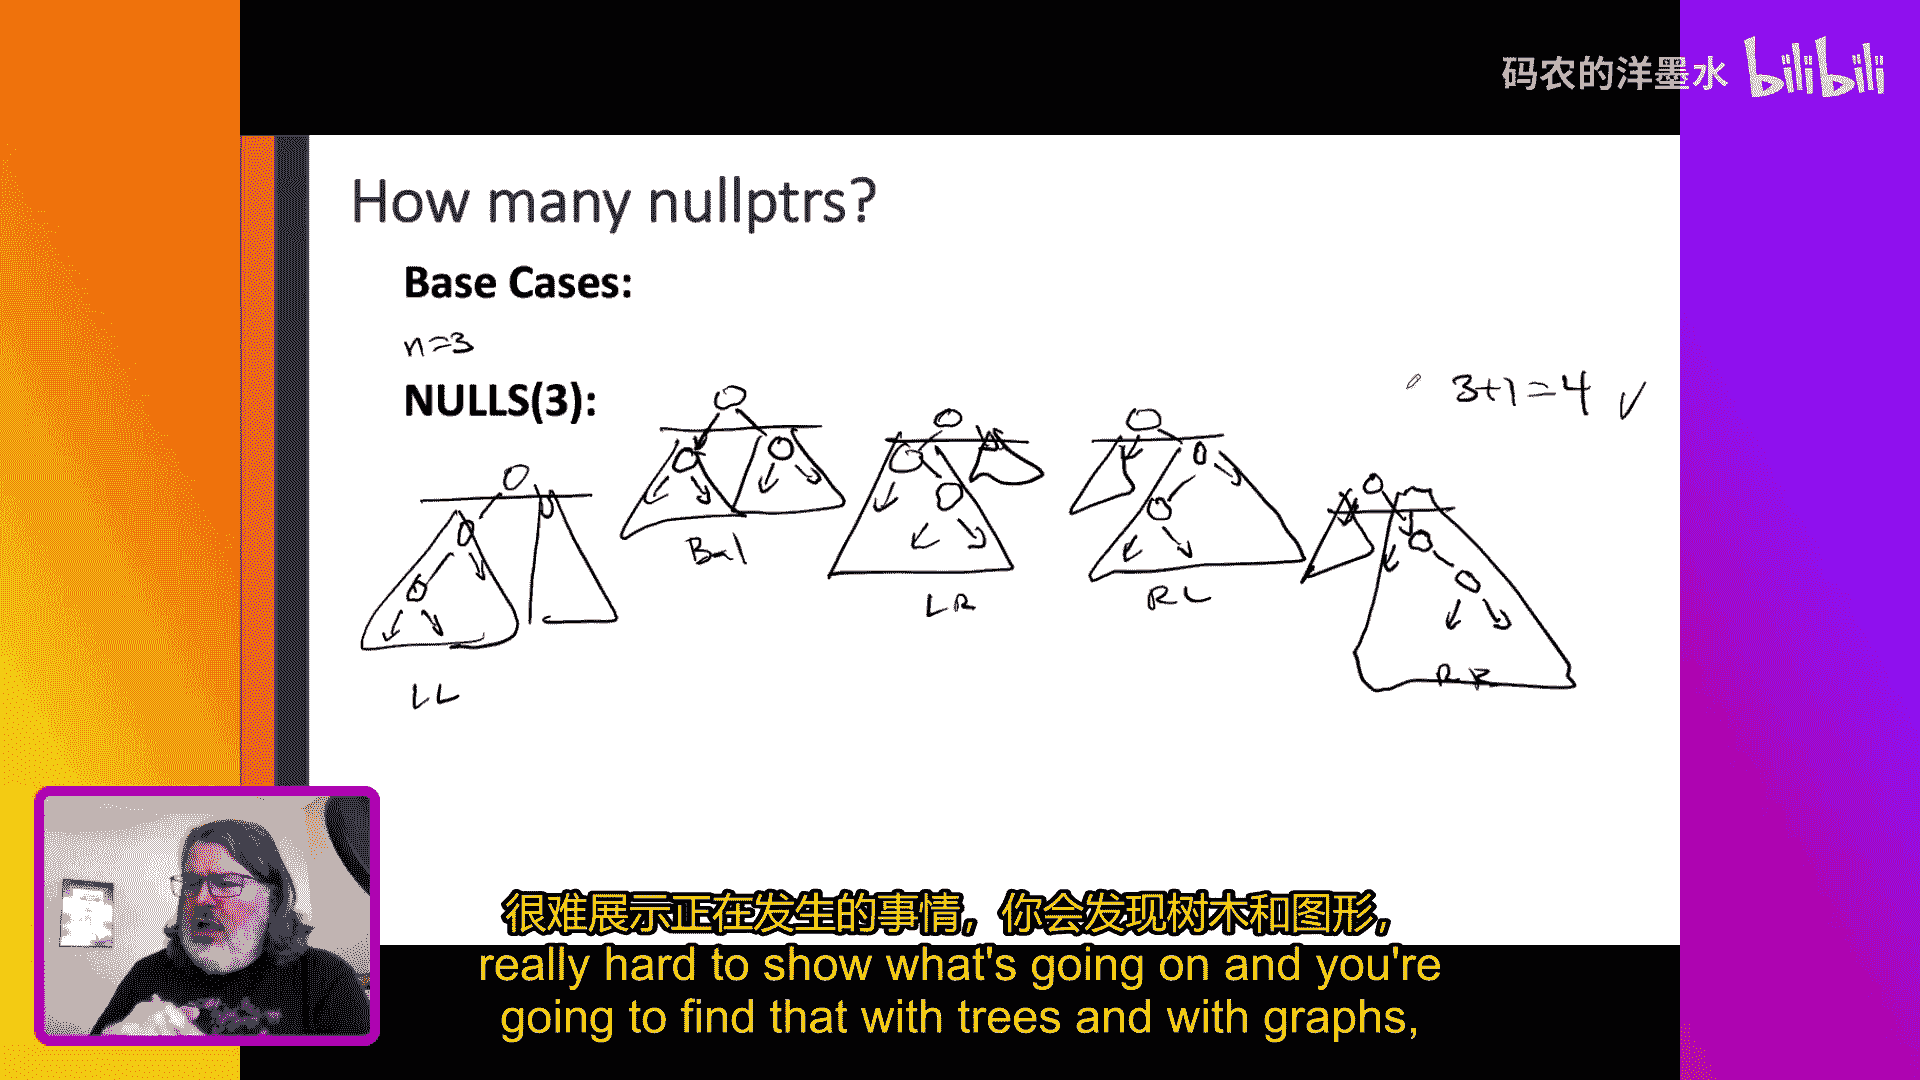 码农的洋墨水 bilibili
How many nullptrs?
Base Cases:
n=3
NULLS(3):
3+1=4 ✓
Bal
LR
RL
RR
LL
很难展示正在发生的事情，你会发现树木和图形，
really hard to show what's going on and you're
going to find that with trees and with graphs,